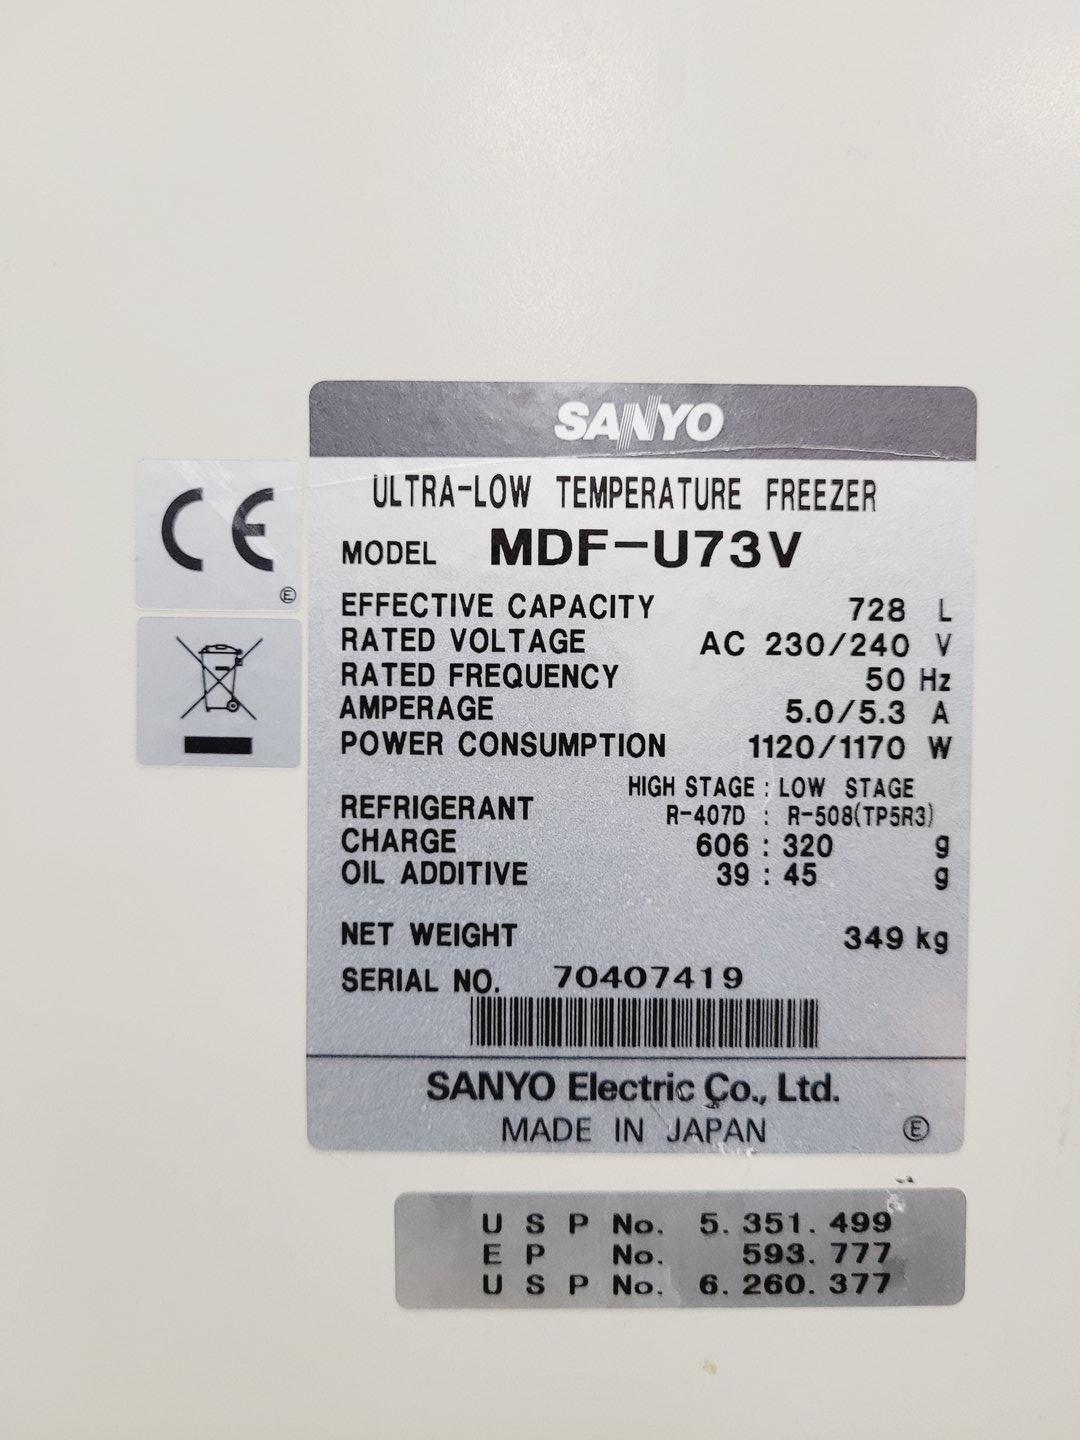 SANYO
ULTRA-LOW TEMPERATURE FREEZER
MODEL MDF-U73V
EFFECTIVE CAPACITY 728 L
RATED VOLTAGE AC 230/240 V
RATED FREQUENCY 50 Hz
AMPERAGE 5.0/5.3 A
POWER CONSUMPTION 1120/1170 W
HIGH STAGE : LOW STAGE
REFRIGERANT R-407D : R-508(TP5R3)
CHARGE 606 : 320 g
OIL ADDITIVE 39 : 45 g
NET WEIGHT 349 kg
SERIAL NO. 70407419
SANYO Electric Co., Ltd.
MADE IN JAPAN Ⓔ
CE
Ⓔ
U S P No. 5. 351. 499
E P No. 593. 777
U S P No. 6. 260. 377